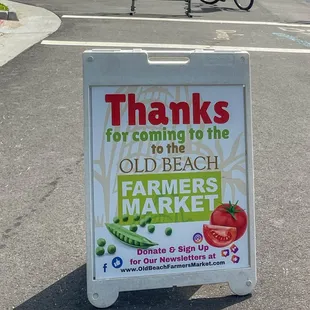 Thanks
for coming to the
to the
OLD BEACH
FARMERS
MARKET
Donate & Sign Up
for Our Newsletters at
www.OldBeachFarmersMarket.com